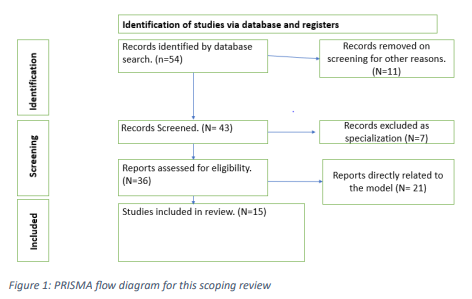 Identification of studies via database and registers
Identification
Records identified by database
search. (n=54)
Records removed on
screening for other reasons.
(N=11)
Screening
Records Screened. (N= 43)
Records excluded as
specialization (N=7)
Reports assessed for eligibility.
(N=36)
Reports directly related to
the model (N= 21)
Included
Studies included in review. (N=15)
Figure 1: PRISMA flow diagram for this scoping review